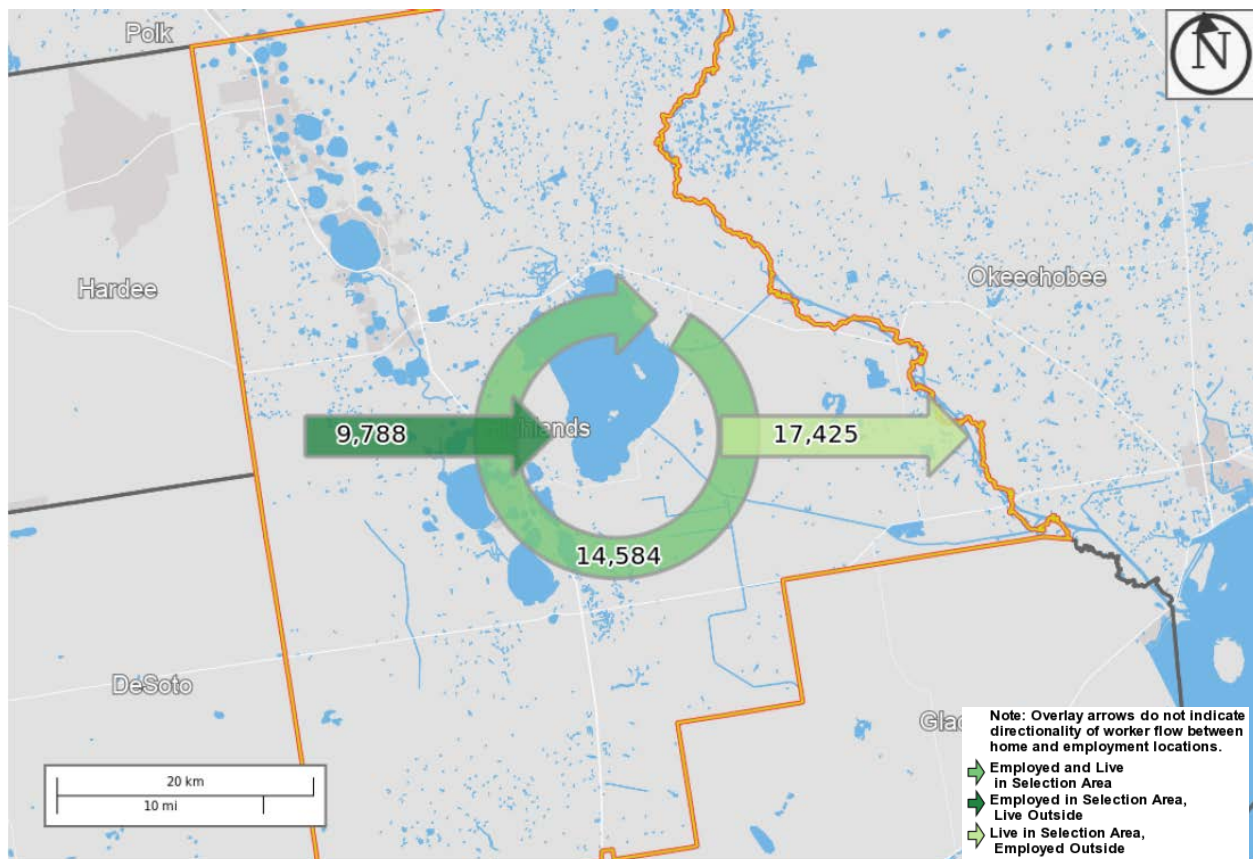 Polk
N
Hardee
Okeechobee
9,788
hlands
17,425
14,584
DeSoto
Glad
20 km
10 mi
Note: Overlay arrows do not indicate
directionality of worker flow between
home and employment locations.
Employed and Live
in Selection Area
Employed in Selection Area,
Live Outside
Live in Selection Area,
Employed Outside